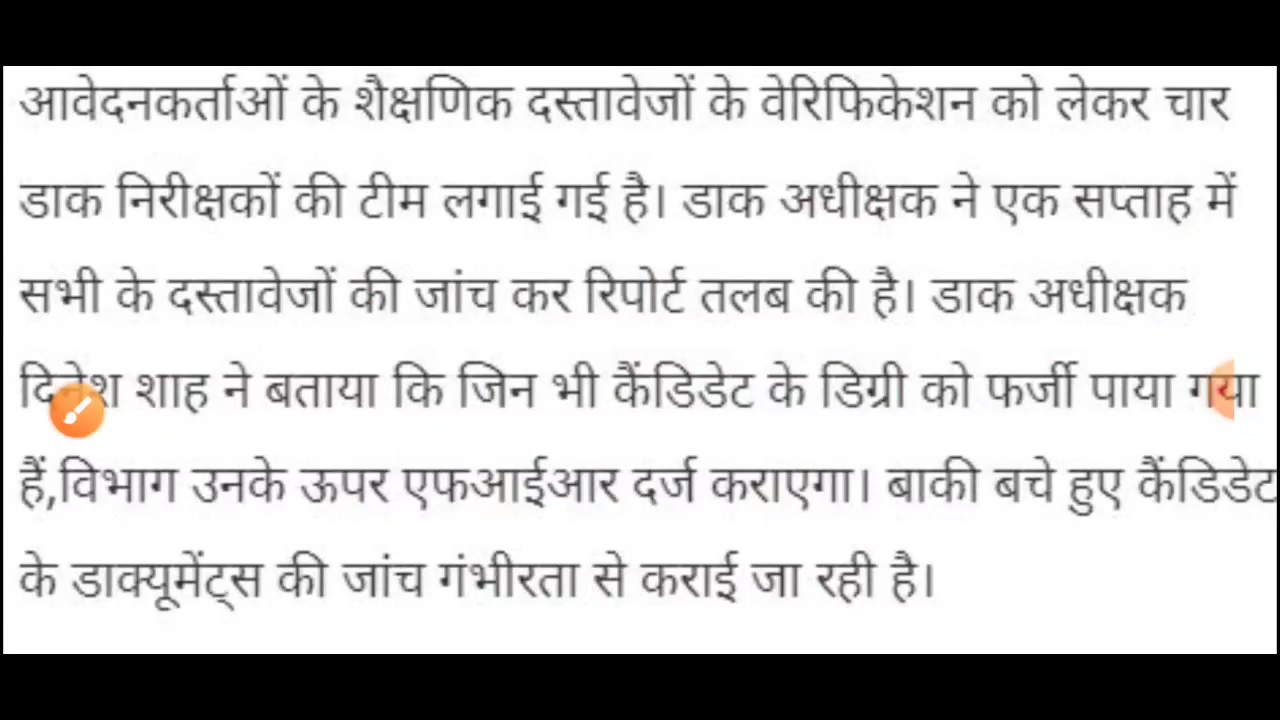 आवेदनकर्ताओं के शैक्षणिक दस्तावेजों के वेरिफिकेशन को लेकर चार
डाक निरीक्षकों की टीम लगाई गई है। डाक अधीक्षक ने एक सप्ताह में
सभी के दस्तावेजों की जांच कर रिपोर्ट तलब की है। डाक अधीक्षक
दिनेश शाह ने बताया कि जिन भी कैंडिडेट के डिग्री को फर्जी पाया गया
हैं,विभाग उनके ऊपर एफआईआर दर्ज कराएगा। बाकी बचे हुए कैंडिडेट
के डाक्यूमेंट्स की जांच गंभीरता से कराई जा रही है।